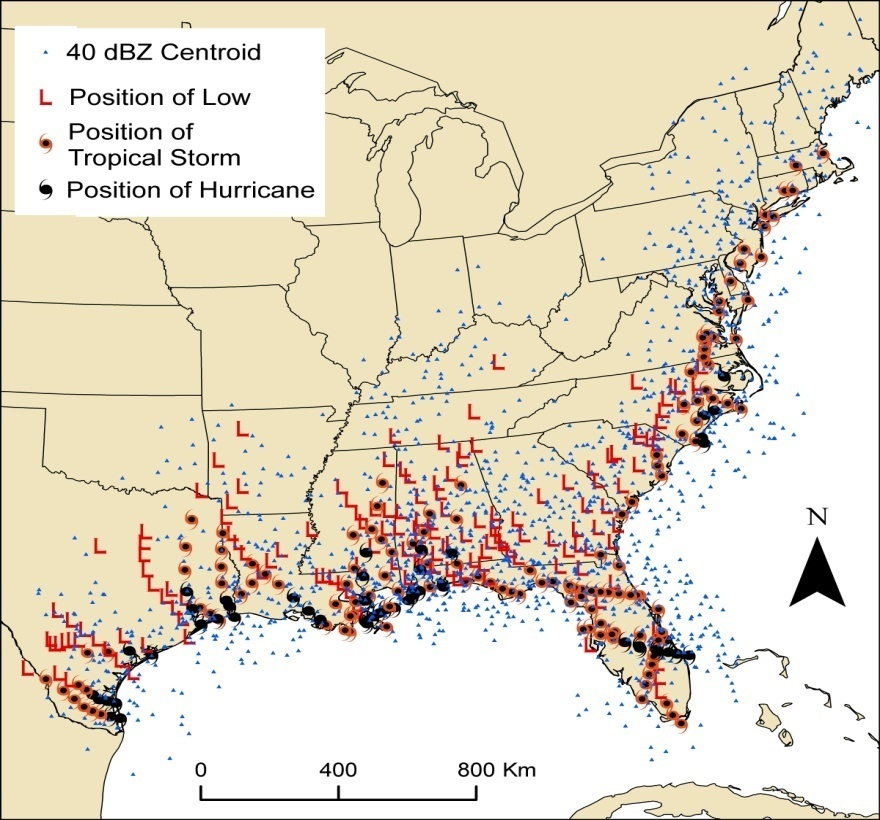 40 dBZ Centroid
L Position of Low
Position of
Tropical Storm
Position of Hurricane
N
0 400 800 Km